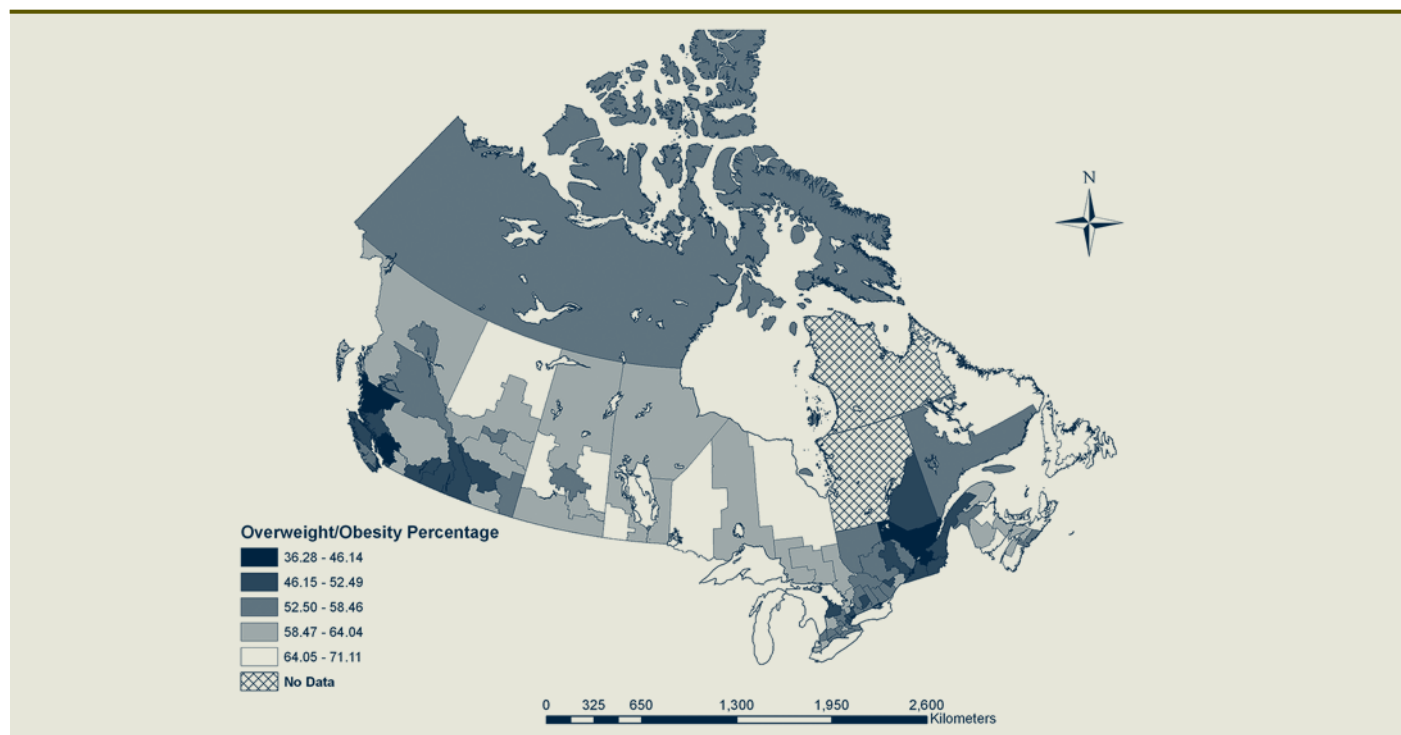 N
Overweight/Obesity Percentage
36.28 - 46.14
46.15 - 52.49
52.50 - 58.46
58.47 - 64.04
64.05 - 71.11
No Data
0 325 650 1,300 1,950 2,600
Kilometers